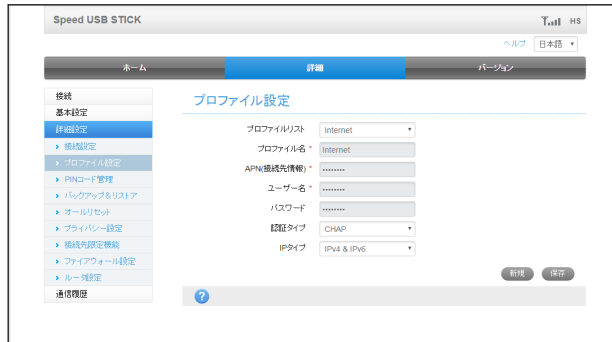 Speed USB STICK
HS
ヘルプ 日本語
ホーム 詳細 バージョン
接続
基本設定
詳細設定
接続設定
プロファイル設定
PINコード管理
バックアップ&リストア
オールリセット
プライバシー設定
接続先限定機能
ファイアウォール設定
ルータ設定
通信履歴
プロファイル設定
プロファイルリスト Internet
プロファイル名 * Internet
APN(接続先情報) * ••••••••
ユーザー名 * ••••••••
パスワード ••••••••
認証タイプ CHAP
IPタイプ IPv4 & IPv6
新規 保存
?